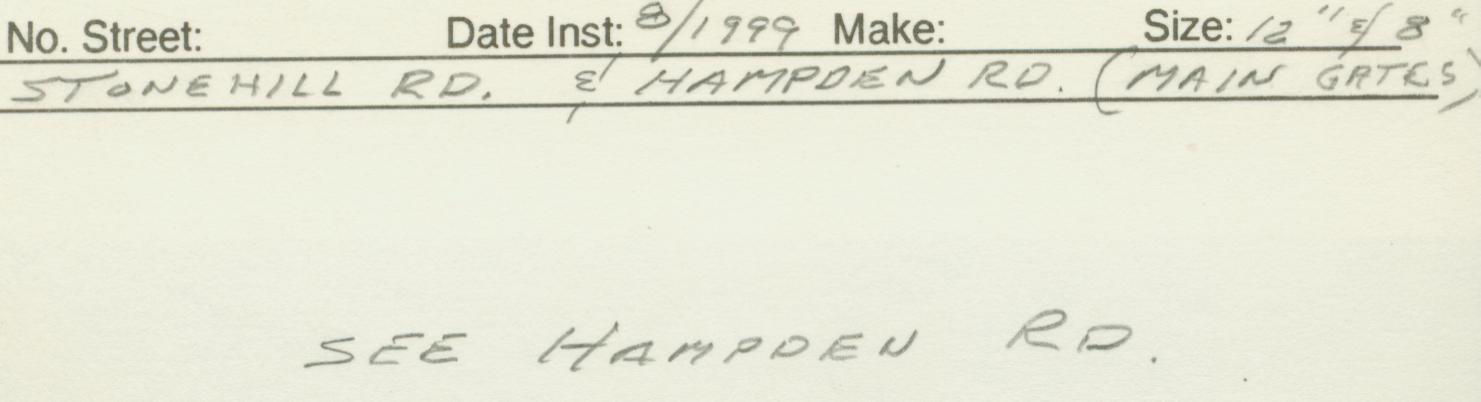 No. Street: Date Inst: 8/1999 Make: Size: 12" & 8"
STONEHILL RD. & HAMPDEN RD. (MAIN GATES)
SEE HAMPDEN RD.